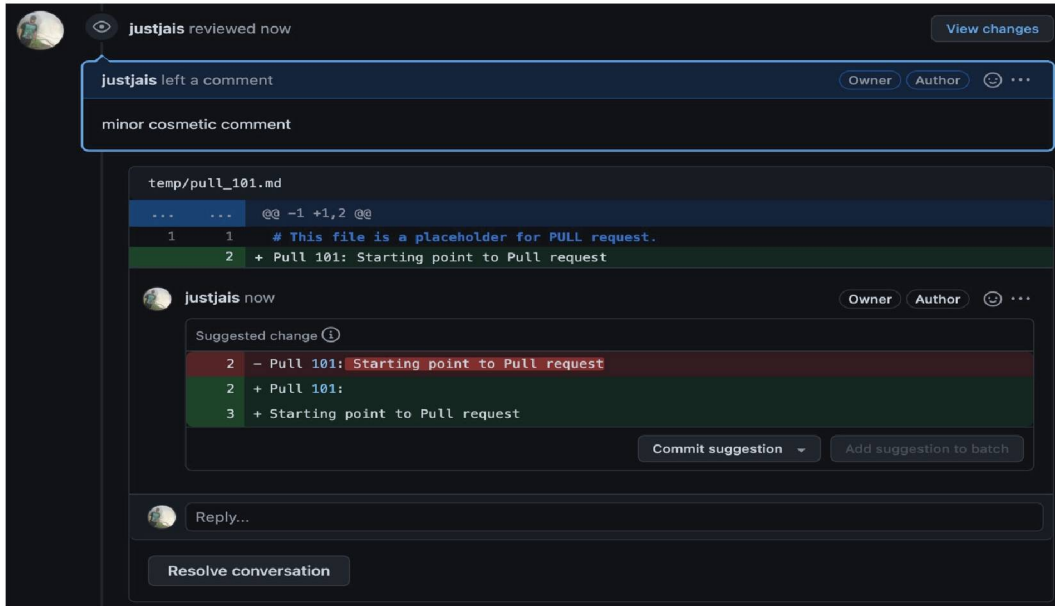 justjais reviewed now
View changes
justjais left a comment
Owner Author ...
minor cosmetic comment
temp/pull_101.md
... ... @@ -1 +1,2 @@
1 1 # This file is a placeholder for PULL request.
2 + Pull 101: Starting point to Pull request
justjais now
Owner Author ...
Suggested change
2 - Pull 101: Starting point to Pull request
2 + Pull 101:
3 + Starting point to Pull request
Commit suggestion
Add suggestion to batch
Reply...
Resolve conversation